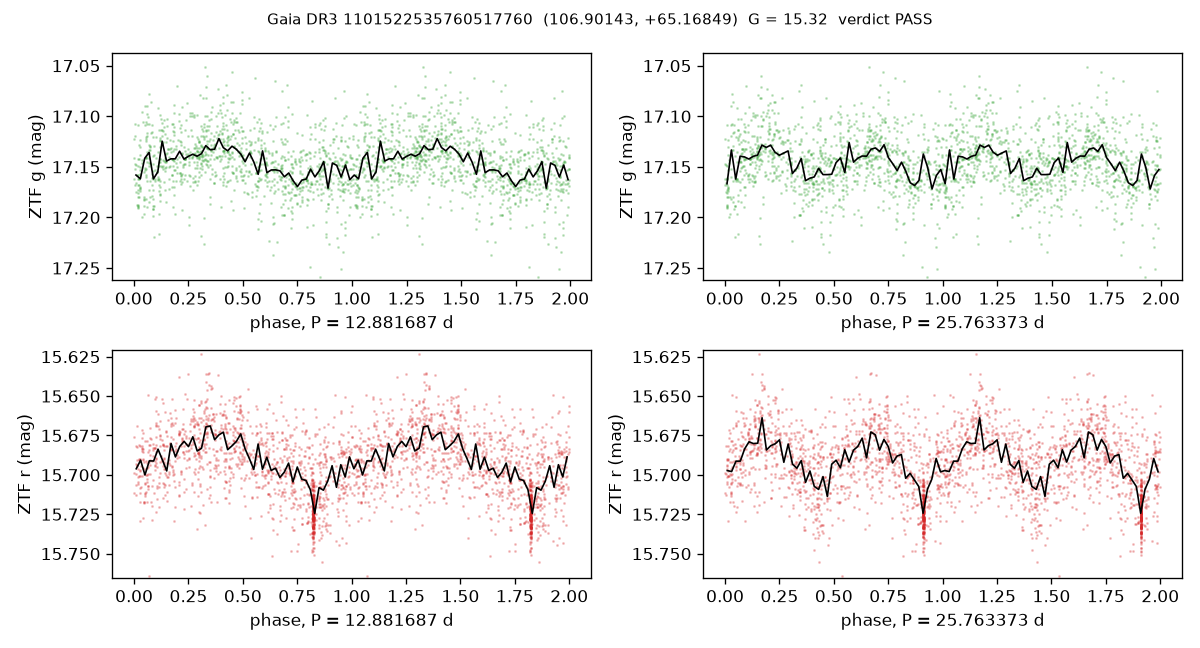 Gaia DR3 1101522535760517760  (106.90143, +65.16849)  G = 15.32  verdict PASS
ZTF g (mag)
17.05
17.10
17.15
17.20
17.25
0.00 0.25 0.50 0.75 1.00 1.25 1.50 1.75 2.00
phase, P = 12.881687 d
ZTF g (mag)
17.05
17.10
17.15
17.20
17.25
0.00 0.25 0.50 0.75 1.00 1.25 1.50 1.75 2.00
phase, P = 25.763373 d
ZTF r (mag)
15.625
15.650
15.675
15.700
15.725
15.750
0.00 0.25 0.50 0.75 1.00 1.25 1.50 1.75 2.00
phase, P = 12.881687 d
ZTF r (mag)
15.625
15.650
15.675
15.700
15.725
15.750
0.00 0.25 0.50 0.75 1.00 1.25 1.50 1.75 2.00
phase, P = 25.763373 d